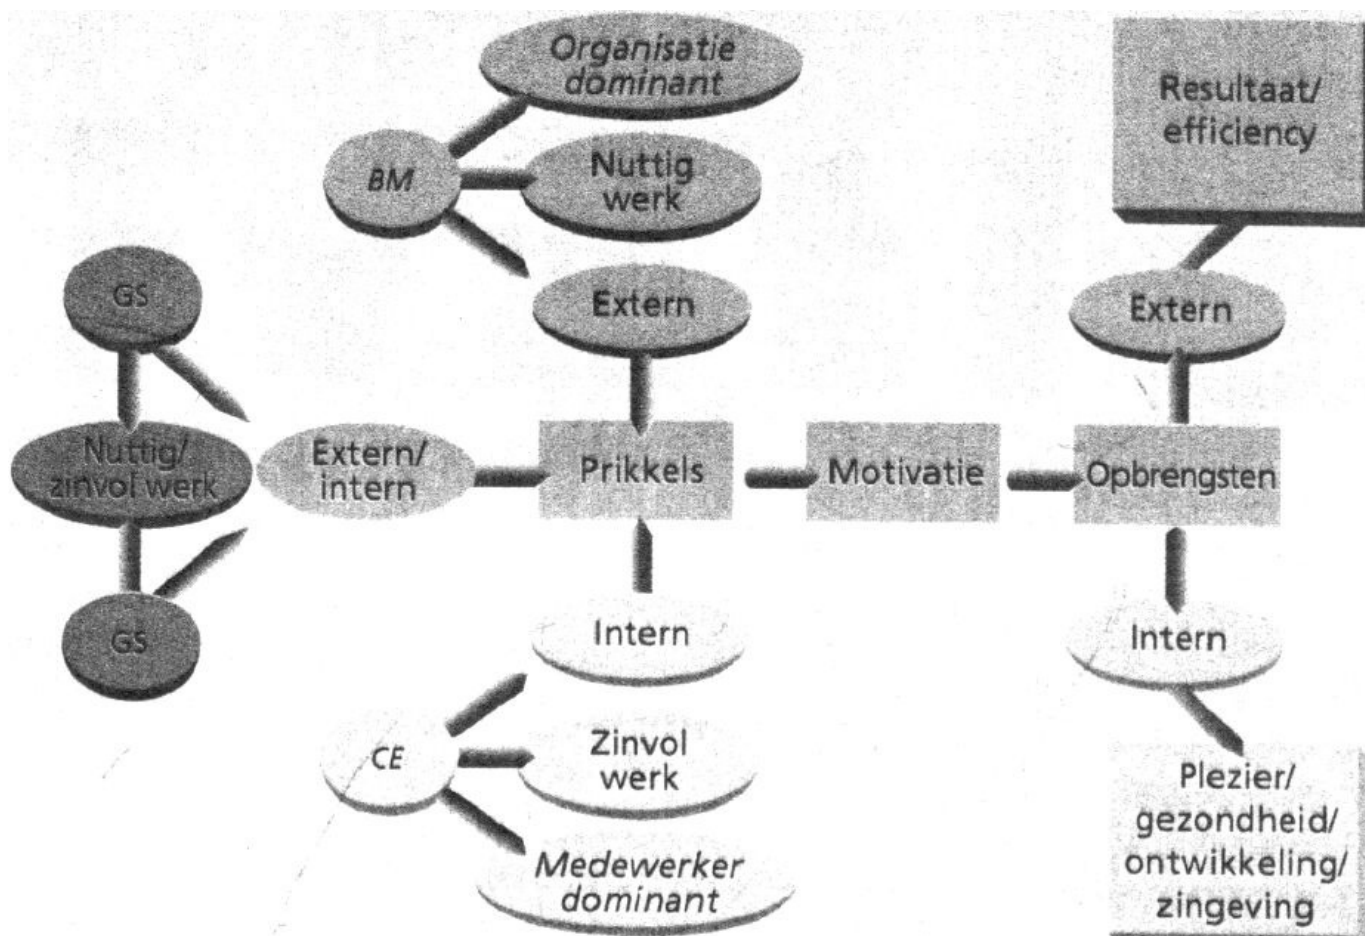 Organisatie
dominant
BM
Nuttig
werk
Extern
Resultaat/
efficiency
Extern
GS
Nuttig/
zinvol werk
GS
Extern/
intern
Prikkels
Motivatie
Opbrengsten
Intern
CE
Zinvol
werk
Medewerker
dominant
Intern
Plezier/
gezondheid/
ontwikkeling/
zingeving